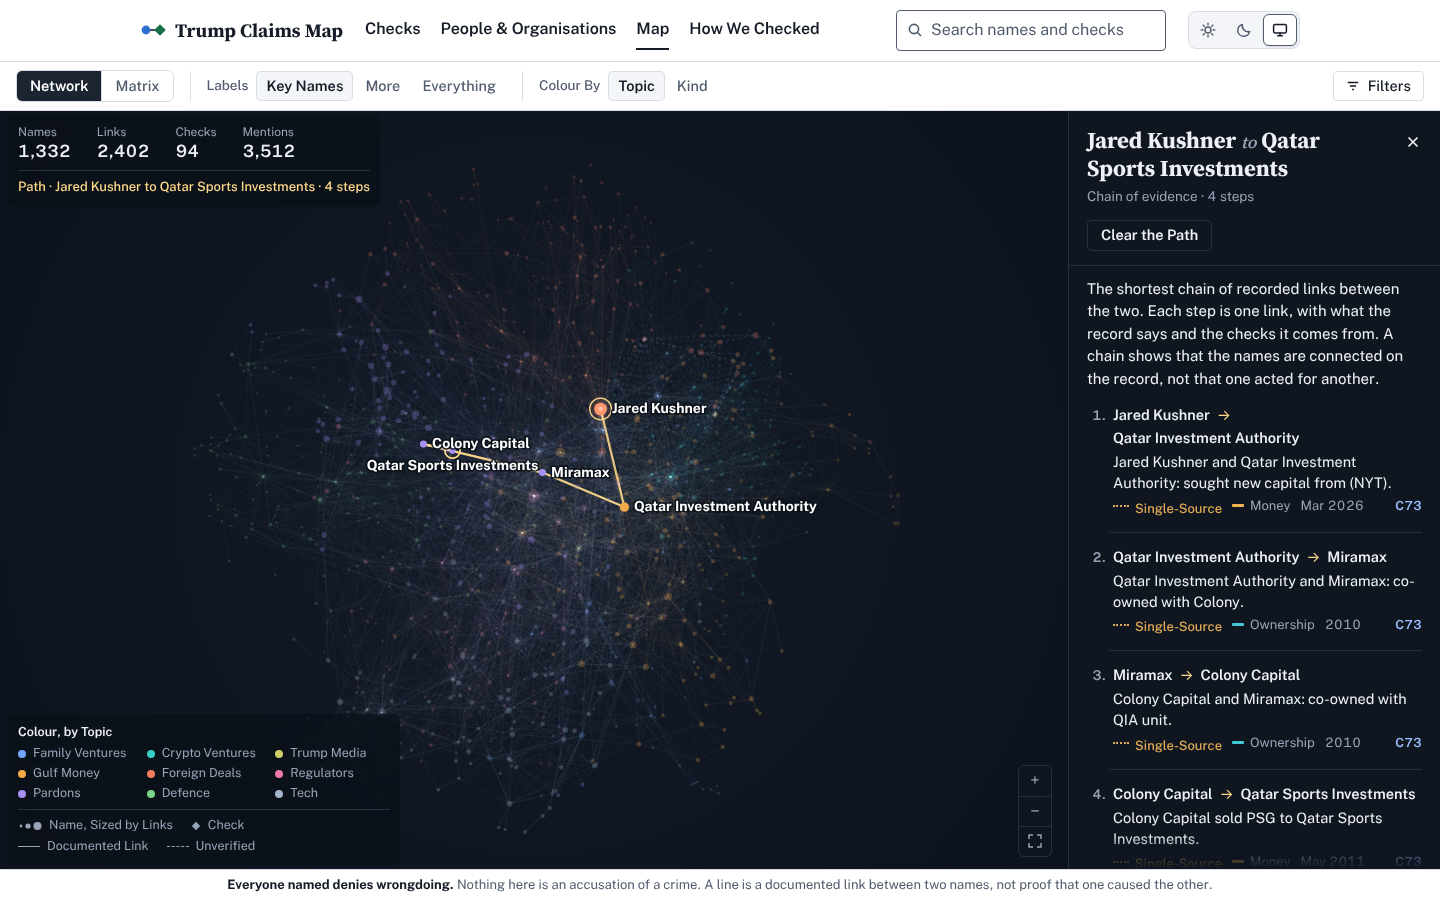 Trump Claims Map
Checks
People & Organisations
Map
How We Checked
Search names and checks
Network
Matrix
Labels
Key Names
More
Everything
Colour By
Topic
Kind
Filters
Names
Links
Checks
Mentions
1,332
2,402
94
3,512
Path · Jared Kushner to Qatar Sports Investments · 4 steps
Jared Kushner
Colony Capital
Qatar Sports Investments
Miramax
Qatar Investment Authority
Colour, by Topic
Family Ventures
Crypto Ventures
Trump Media
Gulf Money
Foreign Deals
Regulators
Pardons
Defence
Tech
Name, Sized by Links
Check
Documented Link
Unverified
Jared Kushner to Qatar
Sports Investments
Chain of evidence · 4 steps
Clear the Path
The shortest chain of recorded links between
the two. Each step is one link, with what the
record says and the checks it comes from. A
chain shows that the names are connected on
the record, not that one acted for another.
1. Jared Kushner →
Qatar Investment Authority
Jared Kushner and Qatar Investment
Authority: sought new capital from (NYT).
Single-Source Money Mar 2026 C73
2. Qatar Investment Authority → Miramax
Qatar Investment Authority and Miramax: co-
owned with Colony.
Single-Source Ownership 2010 C73
3. Miramax → Colony Capital
Colony Capital and Miramax: co-owned with
QIA unit.
Single-Source Ownership 2010 C73
4. Colony Capital → Qatar Sports Investments
Colony Capital sold PSG to Qatar Sports
Investments.
Single-Source Money May 2011 C73
Everyone named denies wrongdoing. Nothing here is an accusation of a crime. A line is a documented link between two names, not proof that one caused the other.